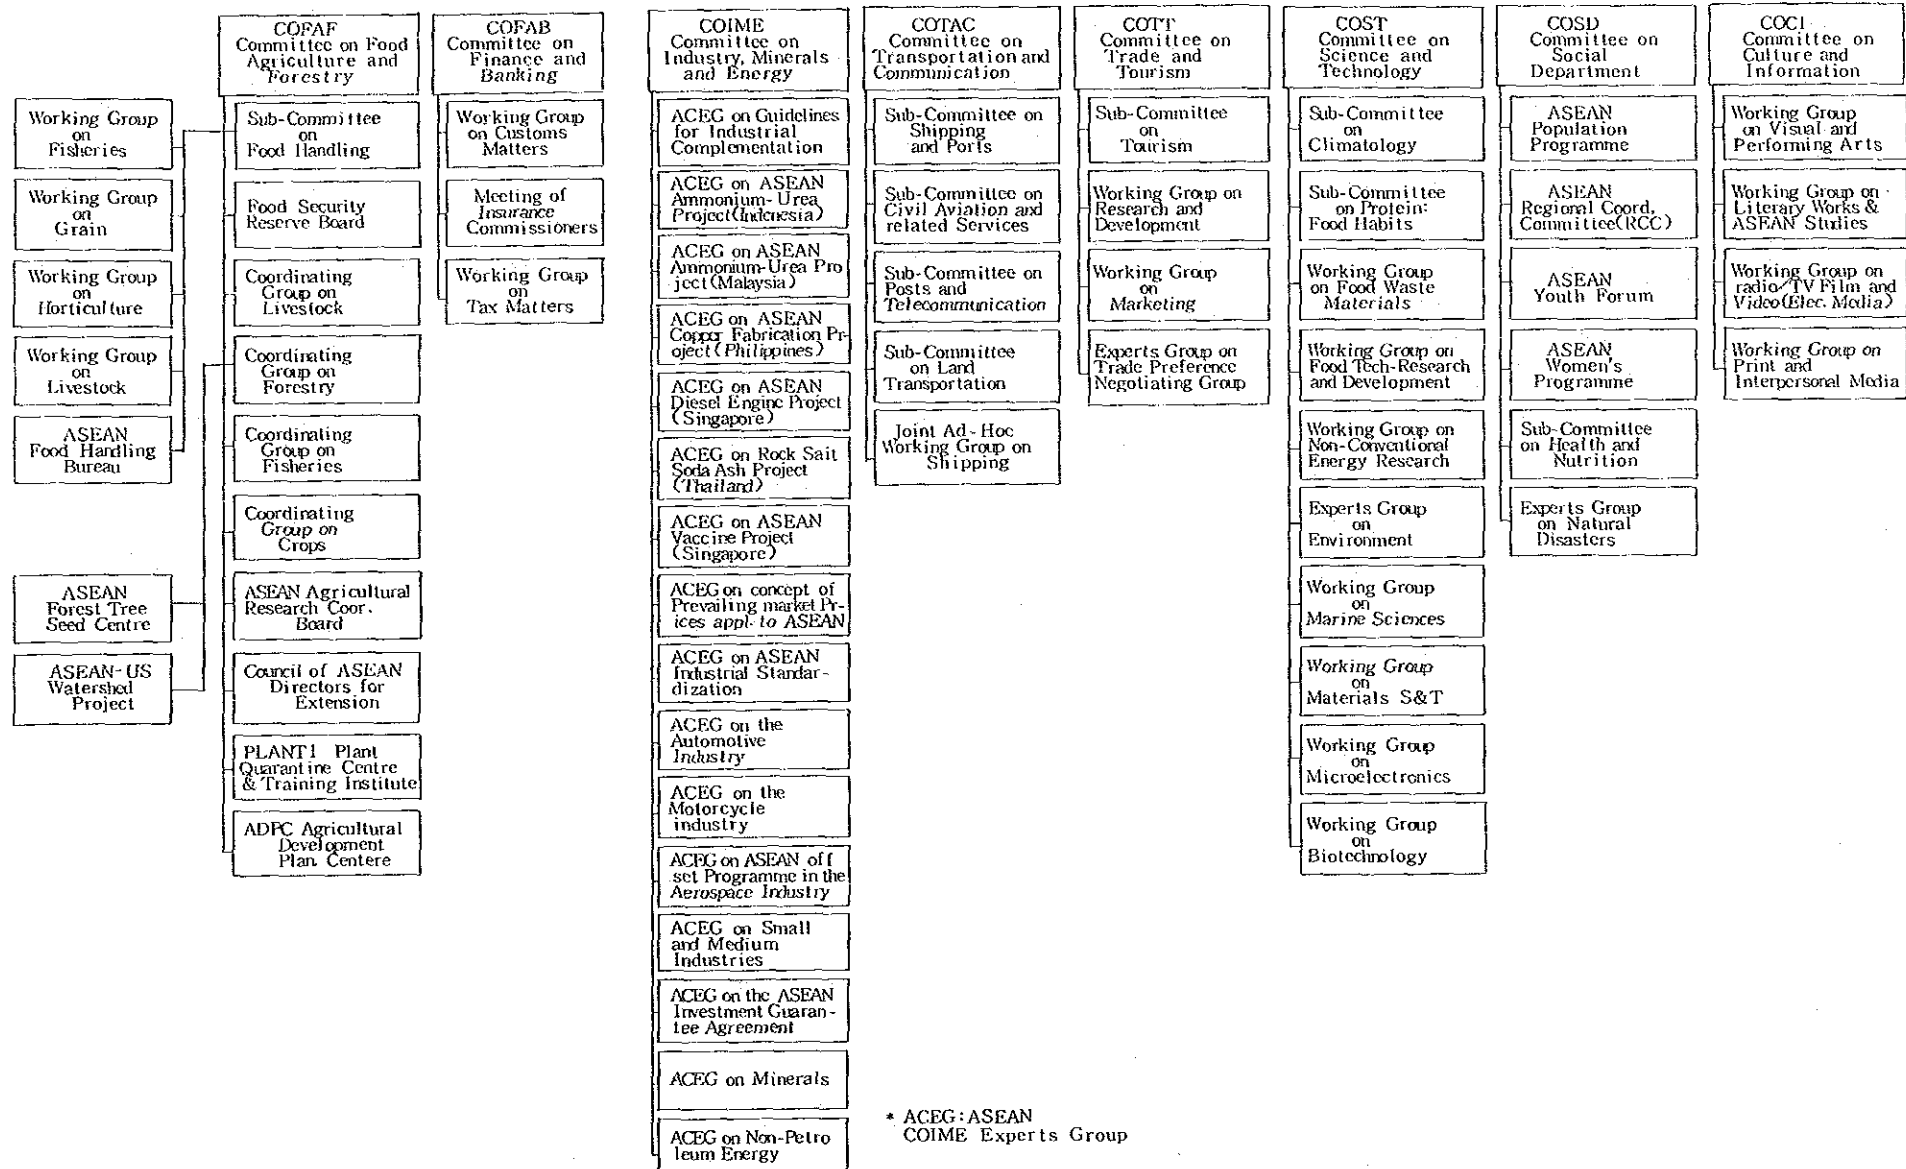 COFAF
Committee on Food
Agriculture and
Forestry
Working Group
on
Fisheries
Working Group
on
Grain
Working Group
on
Horticulture
Working Group
on
Livestock
ASEAN
Food Handling
Bureau
ASEAN
Forest Tree
Seed Centre
ASEAN-US
Watershed
Project
Sub-Committee
on
Food Handling
Food Security
Reserve Board
Coordinating
Group on
Livestock
Coordinating
Group on
Forestry
Coordinating
Group on
Fisheries
Coordinating
Group on
Crops
ASEAN Agricultural
Research Coor.
Board
Council of ASEAN
Directors for
Extension
PLANTI Plant
Quarantine Centre
& Training Institute
ADPC Agricultural
Development
Plan. Centere
COFAB
Committee on
Finance and
Banking
Working Group
on Customs
Matters
Meeting of
Insurance
Commissioners
Working Group
on
Tax Matters
COIME
Committee on
Industry, Minerals
and Energy
ACEG on Guidelines
for Industrial
Complementation
ACEG on ASEAN
Ammonium-Urea
Project(Indonesia)
ACEG on ASEAN
Ammonium-Urea Pro
ject(Malaysia)
ACEG on ASEAN
Copper Fabrication Pr-
oject(Philippines)
ACEG on ASEAN
Diesel Engine Project
(Singapore)
ACEG on Rock Salt
Soda Ash Project
(Thailand)
ACEG on ASEAN
Vaccine Project
(Singapore)
ACEG on concept of
Prevailing market Pr-
ices appl. to ASEAN
ACEG on ASEAN
Industrial Standar-
dization
ACEG on the
Automotive
Industry
ACEG on the
Motorcycle
industry
ACEG on ASEAN off
set Programme in the
Aerospace Industry
ACEG on Small
and Medium
Industries
ACEG on the ASEAN
Investment Guaran-
tee Agreement
ACEG on Minerals
ACEG on Non-Petro
leum Energy
COTAC
Committee on
Transportation and
Communication
Sub-Committee on
Shipping
and Ports
Sub-Committee on
Civil Aviation and
related Services
Sub-Committee on
Posts and
Telecommunication
Sub-Committee
on Land
Transportation
Joint Ad-Hoc
Working Group on
Shipping
COTT
Committee on
Trade and
Tourism
Sub-Committee
on
Tourism
Working Group on
Research and
Development
Working Group
on
Marketing
Experts Group on
Trade Preference
Negotiating Group
COST
Committee on
Science and
Technology
Sub-Committee
on
Climatology
Sub-Committee
on Protein:
Food Habits
Working Group
on Food Waste
Materials
Working Group on
Food Tech-Research
and Development
Working Group on
Non-Conventional
Energy Research
Experts Group
on
Environment
Working Group
on
Marine Sciences
Working Group
on
Materials S&T
Working Group
on
Microelectronics
Working Group
on
Biotechnology
COSD
Committee on
Social
Department
ASEAN
Population
Programme
ASEAN
Regional Coord.
Committee(RCC)
ASEAN
Youth Forum
ASEAN
Women's
Programme
Sub-Committee
on Health and
Nutrition
Experts Group
on Natural
Disasters
COCI
Committee on
Culture and
Information
Working Group
on Visual and
Performing Arts
Working Group on
Literary Works &
ASEAN Studies
Working Group on
radio/TV Film and
Video(Elec. Media)
Working Group on
Print and
Interpersonal Media
* ACEG:ASEAN
COIME Experts Group